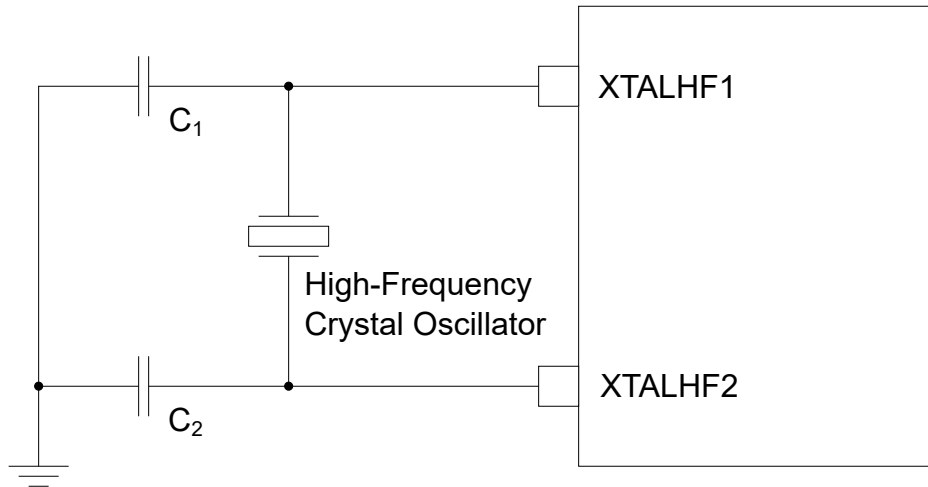 XTALHF1
C₁
High-Frequency
Crystal Oscillator
XTALHF2
C₂